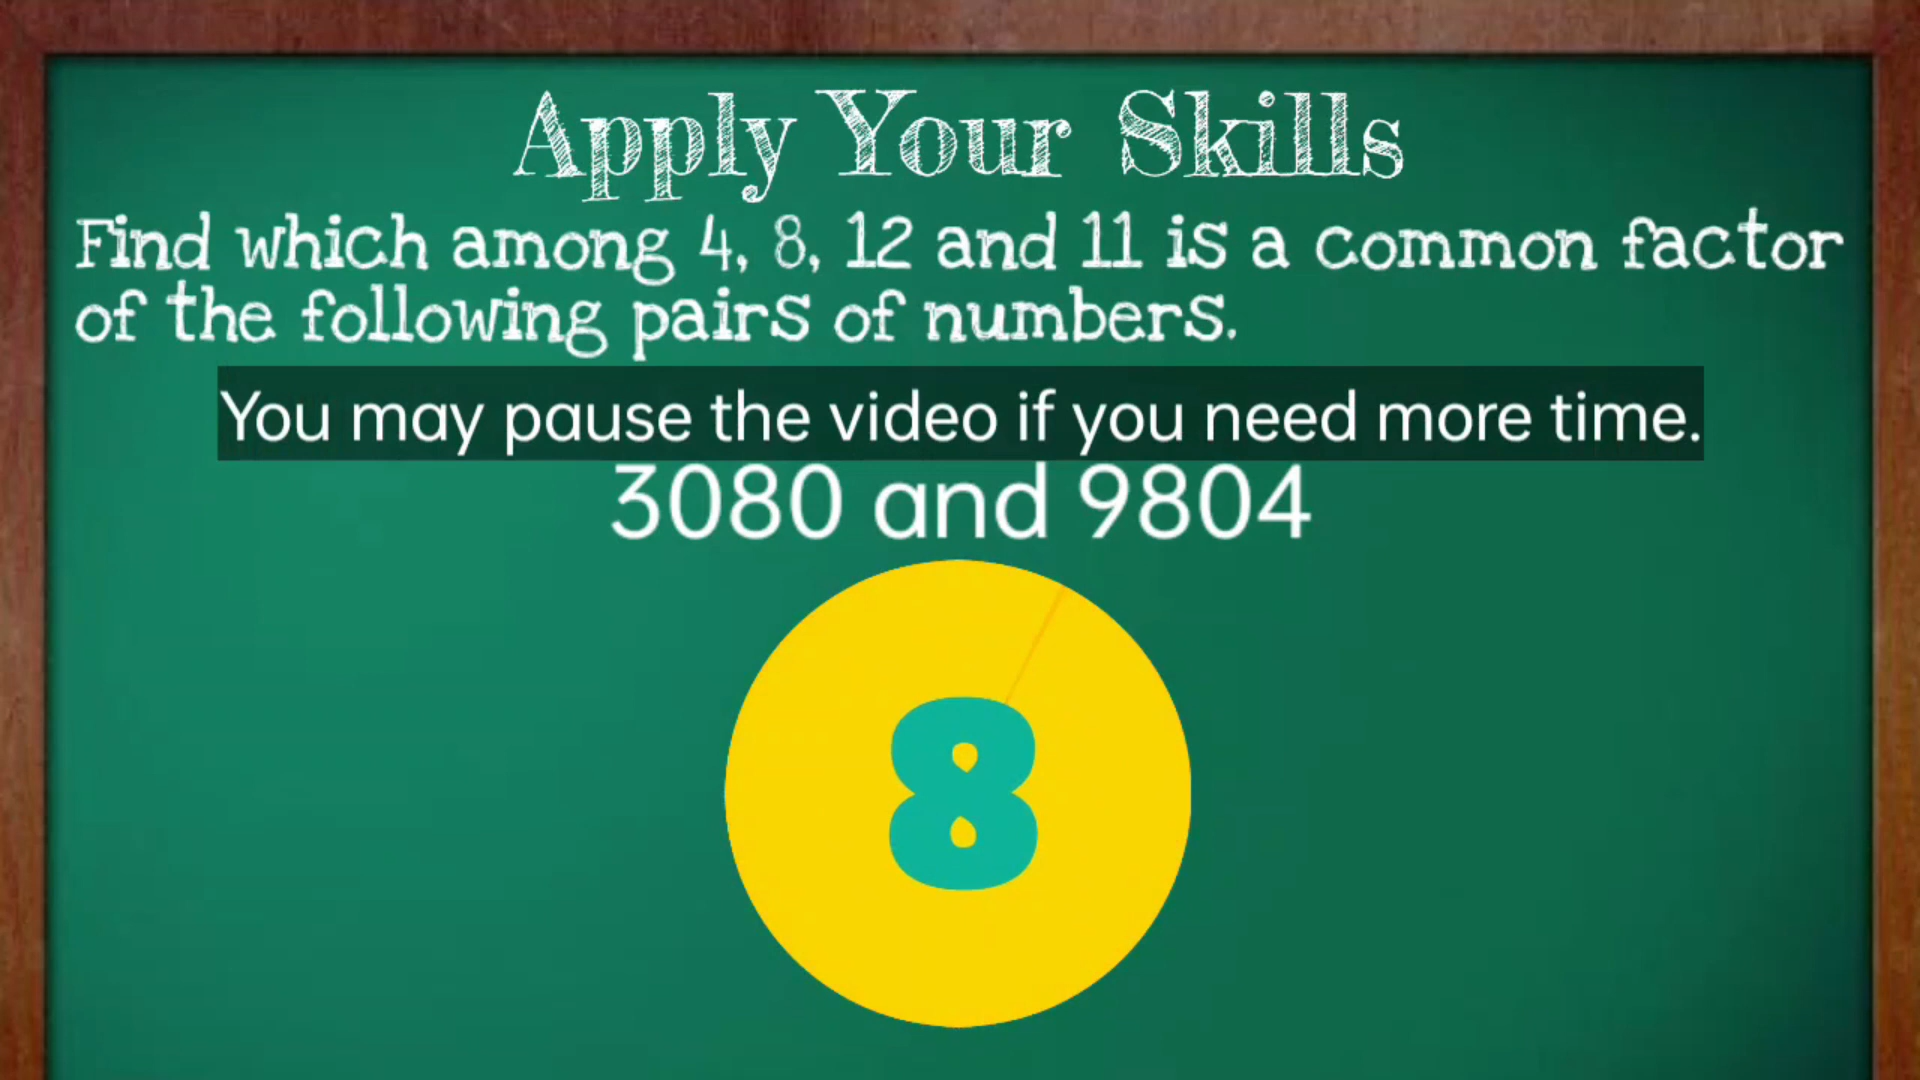 Apply Your Skills
Find which among 4, 8, 12 and 11 is a common factor
of the following pairs of numbers.
You may pause the video if you need more time.
3080 and 9804
8